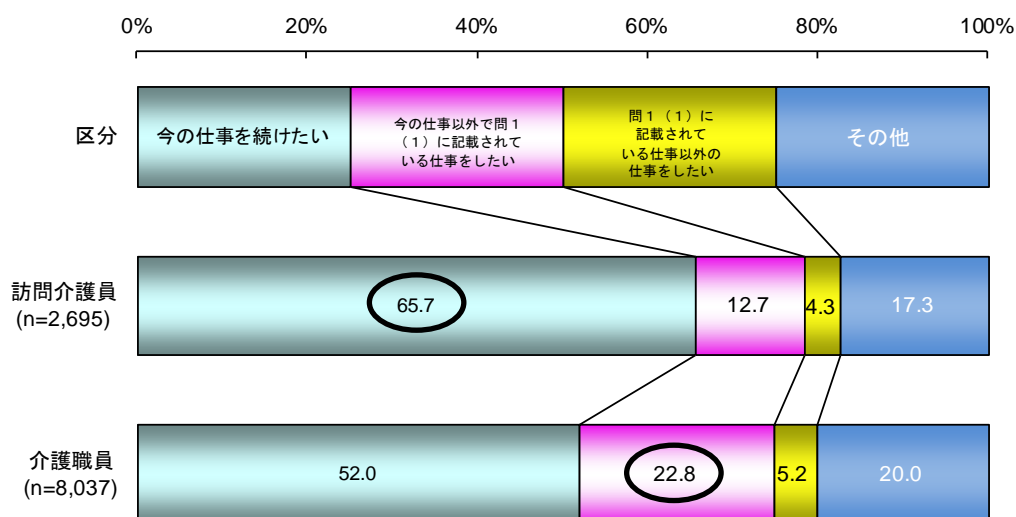 0% 20% 40% 60% 80% 100%
区分
今の仕事を続けたい
今の仕事以外で問1
（1）に記載されて
いる仕事をしたい
問1（1）に
記載されて
いる仕事以外の
仕事をしたい
その他
訪問介護員
(n=2,695)
65.7 12.7 4.3 17.3
介護職員
(n=8,037)
52.0 22.8 5.2 20.0